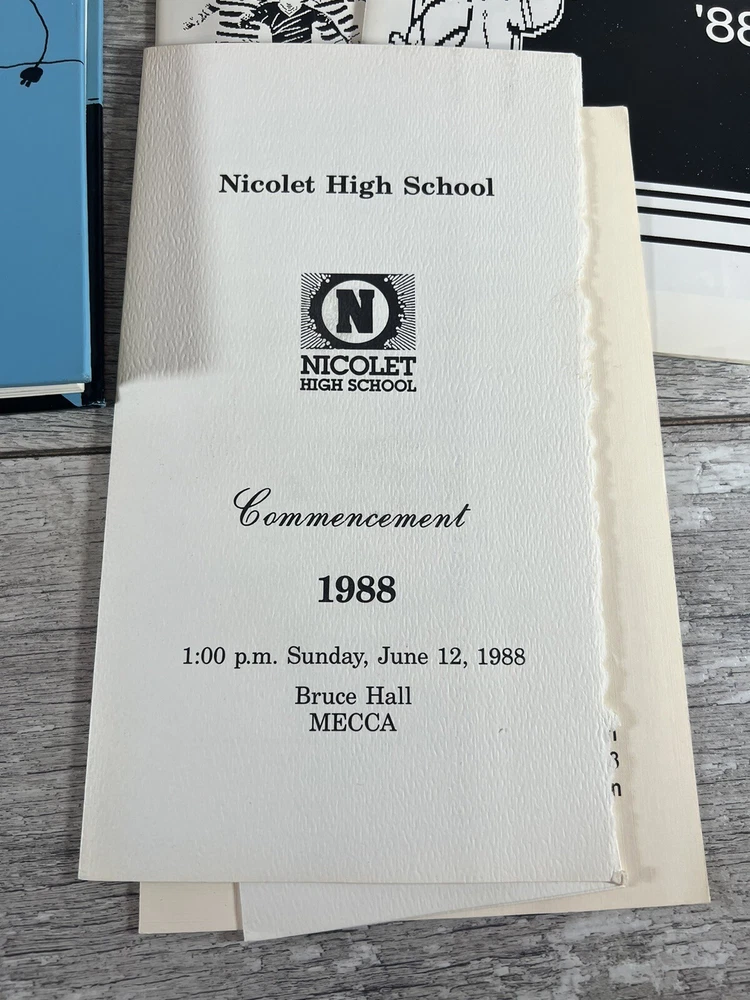 '88
Nicolet High School
N
NICOLET
HIGH SCHOOL
Commencement
1988
1:00 p.m. Sunday, June 12, 1988
Bruce Hall
MECCA